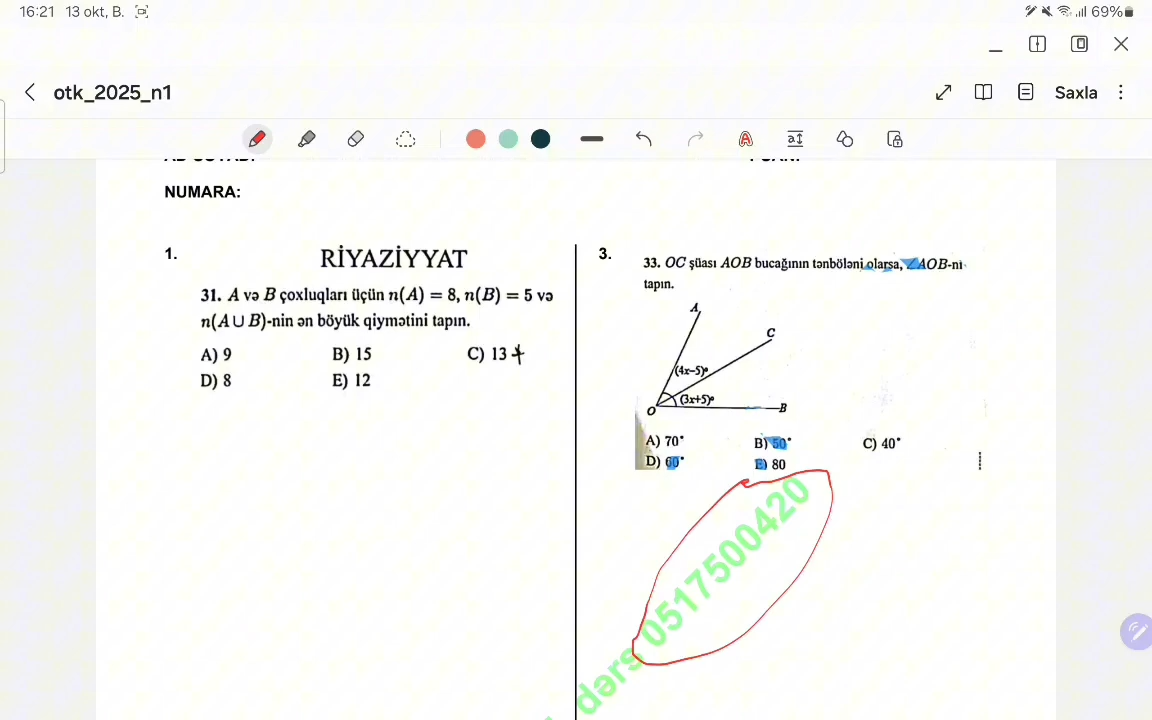 16:21 13 okt, B.
69%
otk_2025_n1
Saxla
NUMARA:
1.
RİYAZİYYAT
31. A və B çoxluqları üçün n(A) = 8, n(B) = 5 və
n(A ∪ B)-nin ən böyük qiymətini tapın.
A) 9 B) 15 C) 13
D) 8 E) 12
3.
33. OC şüası AOB bucağının tənböləni olarsa, ∠AOB-ni
tapın.
A
C
(4x–5)°
(3x+5)°
O
B
A) 70° B) 50° C) 40°
D) 60° E) 80
dərs 0517500420